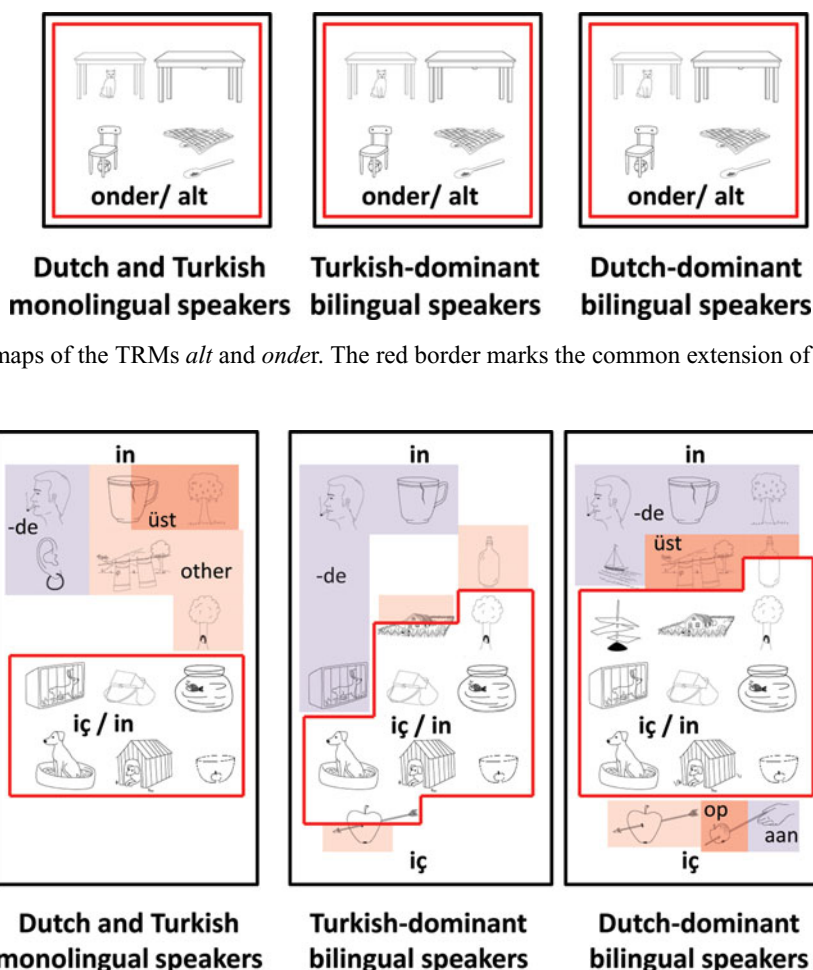 onder/ alt
onder/ alt
onder/ alt
Dutch and Turkish
monolingual speakers
Turkish-dominant
bilingual speakers
Dutch-dominant
bilingual speakers
maps of the TRMs alt and onder. The red border marks the common extension of
in
-de
üst
other
iç / in
in
-de
iç / in
iç
in
-de
üst
iç / in
op
aan
iç
Dutch and Turkish
monolingual speakers
Turkish-dominant
bilingual speakers
Dutch-dominant
bilingual speakers